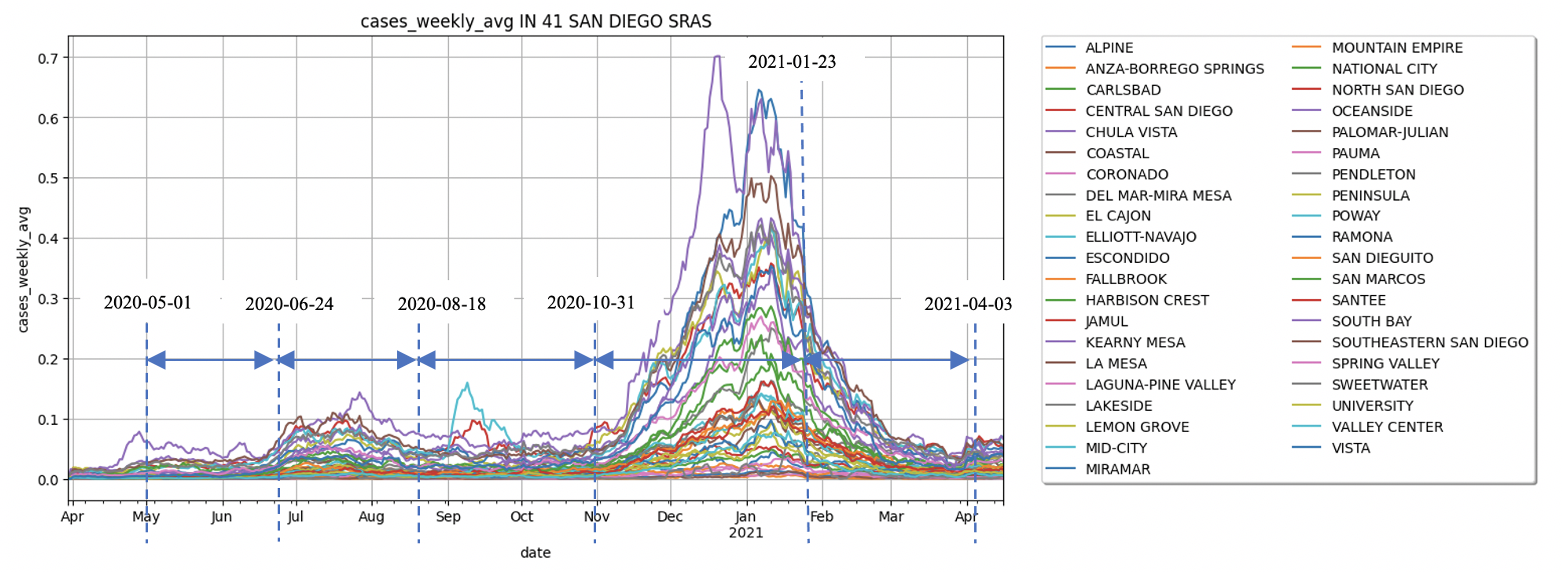 cases_weekly_avg IN 41 SAN DIEGO SRAS
cases_weekly_avg
0.7
0.6
0.5
0.4
0.3
0.2
0.1
0.0
2020-05-01
2020-06-24
2020-08-18
2020-10-31
2021-01-23
2021-04-03
Apr May Jun Jul Aug Sep Oct Nov Dec Jan Feb Mar Apr
2021
date
ALPINE
ANZA-BORREGO SPRINGS
CARLSBAD
CENTRAL SAN DIEGO
CHULA VISTA
COASTAL
CORONADO
DEL MAR-MIRA MESA
EL CAJON
ELLIOTT-NAVAJO
ESCONDIDO
FALLBROOK
HARBISON CREST
JAMUL
KEARNY MESA
LA MESA
LAGUNA-PINE VALLEY
LAKESIDE
LEMON GROVE
MID-CITY
MIRAMAR
MOUNTAIN EMPIRE
NATIONAL CITY
NORTH SAN DIEGO
OCEANSIDE
PALOMAR-JULIAN
PAUMA
PENDLETON
PENINSULA
POWAY
RAMONA
SAN DIEGUITO
SAN MARCOS
SANTEE
SOUTH BAY
SOUTHEASTERN SAN DIEGO
SPRING VALLEY
SWEETWATER
UNIVERSITY
VALLEY CENTER
VISTA